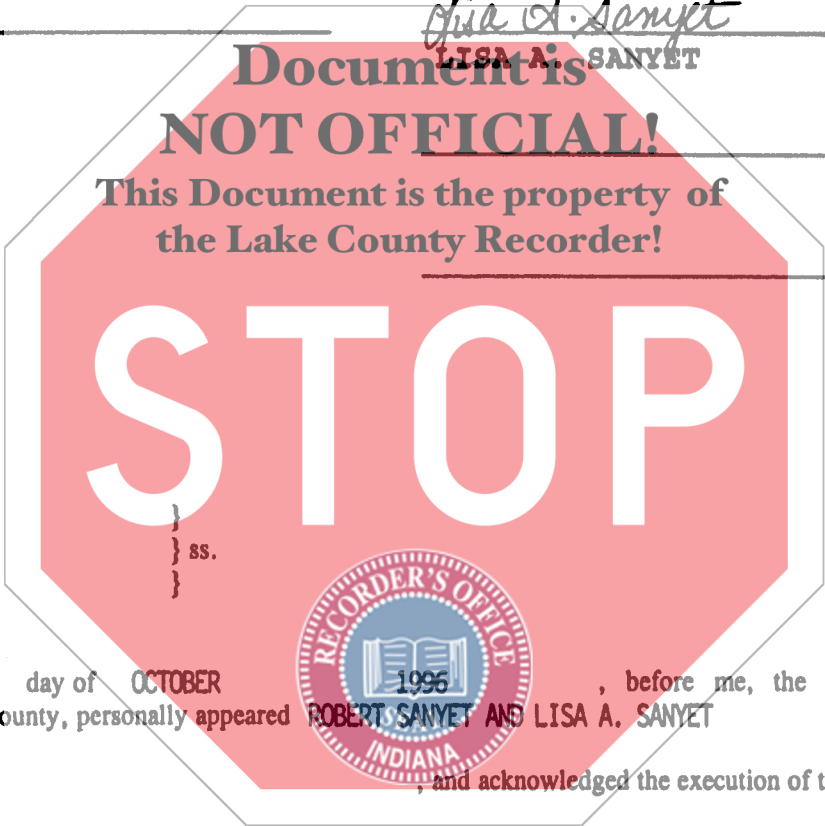 Lisa A. Sanyet
LISA A. SANYET
Document is
NOT OFFICIAL!
This Document is the property of
the Lake County Recorder!
STOP
}
} ss.
}
RECORDER'S OFFICE
INDIANA
day of OCTOBER 1996 , before me, the
ounty, personally appeared ROBERT SANYET AND LISA A. SANYET
, and acknowledged the execution of t